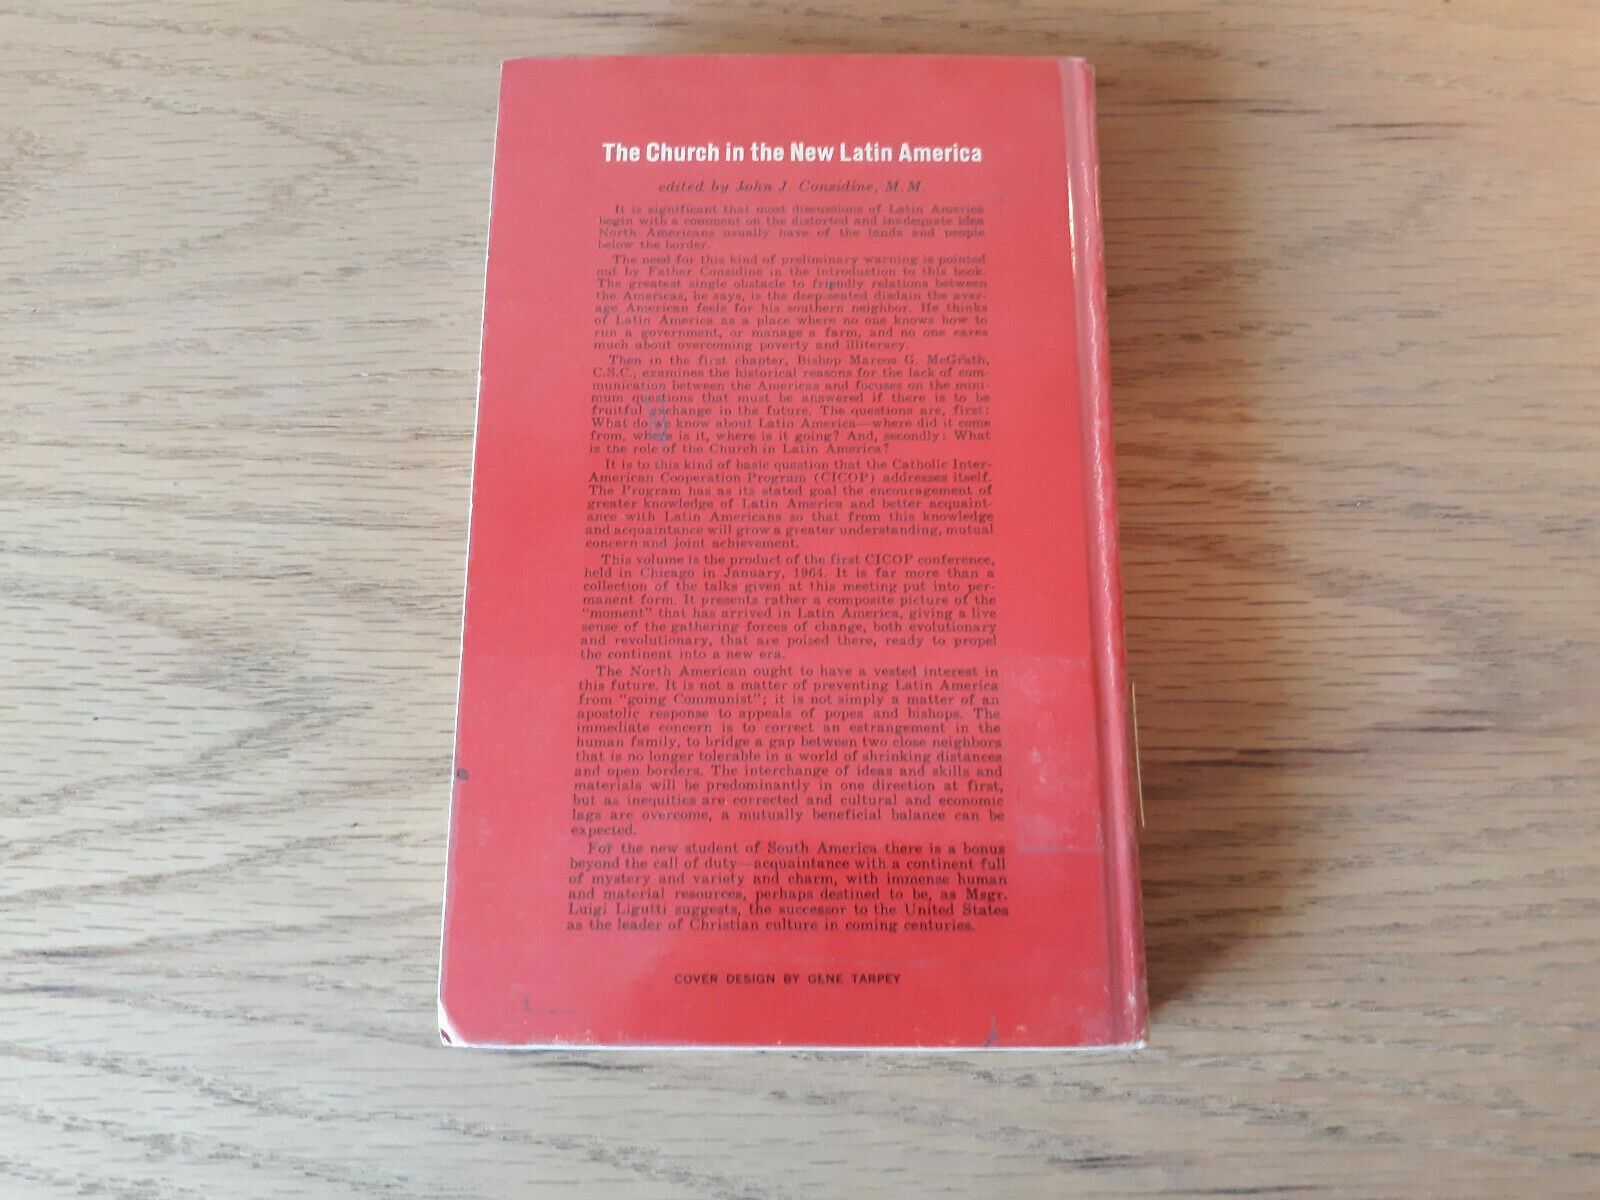 The Church in the New Latin America
edited by John J. Considine, M.M.
It is significant that most discussions of Latin America
begin with a comment on the distorted and inadequate idea
North Americans usually have of the lands and people
below the border.
The need for this kind of preliminary warning is pointed
out by Father Considine in the introduction to this book.
The greatest single obstacle to friendly relations between
the Americas, he says, is the deep-seated disdain the aver-
age American feels for his southern neighbor. He thinks
of Latin America as a place where no one knows how to
run a government, or manage a farm, and no one cares
much about overcoming poverty and illiteracy.
Then in the first chapter, Bishop Marcos G. McGrath,
C.S.C., examines the historical reasons for the lack of com-
munication between the Americas and focuses on the mini-
mum questions that must be answered if there is to be
fruitful exchange in the future. The questions are, first:
What do we know about Latin America—where did it come
from, where is it, where is it going? And, secondly: What
is the role of the Church in Latin America?
It is to this kind of basic question that the Catholic Inter-
American Cooperation Program (CICOP) addresses itself.
The Program has as its stated goal the encouragement of
greater knowledge of Latin America and better acquaint-
ance with Latin Americans so that from this knowledge
and acquaintance will grow a greater understanding, mutual
concern and joint achievement.
This volume is the product of the first CICOP conference,
held in Chicago in January, 1964. It is far more than a
collection of the talks given at this meeting put into per-
manent form. It presents rather a composite picture of the
"moment" that has arrived in Latin America, giving a live
sense of the gathering forces of change, both evolutionary
and revolutionary, that are poised there, ready to propel
the continent into a new era.
The North American ought to have a vested interest in
this future. It is not a matter of preventing Latin America
from "going Communist"; it is not simply a matter of an
apostolic response to appeals of popes and bishops. The
immediate concern is to correct an estrangement in the
human family, to bridge a gap between two close neighbors
that is no longer tolerable in a world of shrinking distances
and open borders. The interchange of ideas and skills and
materials will be predominantly in one direction at first,
but as inequities are corrected and cultural and economic
lags are overcome, a mutually beneficial balance can be
expected.
For the new student of South America there is a bonus
beyond the call of duty—acquaintance with a continent full
of mystery and variety and charm, with immense human
and material resources, perhaps destined to be, as Msgr.
Luigi Ligutti suggests, the successor to the United States
as the leader of Christian culture in coming centuries.
COVER DESIGN BY GENE TARPEY